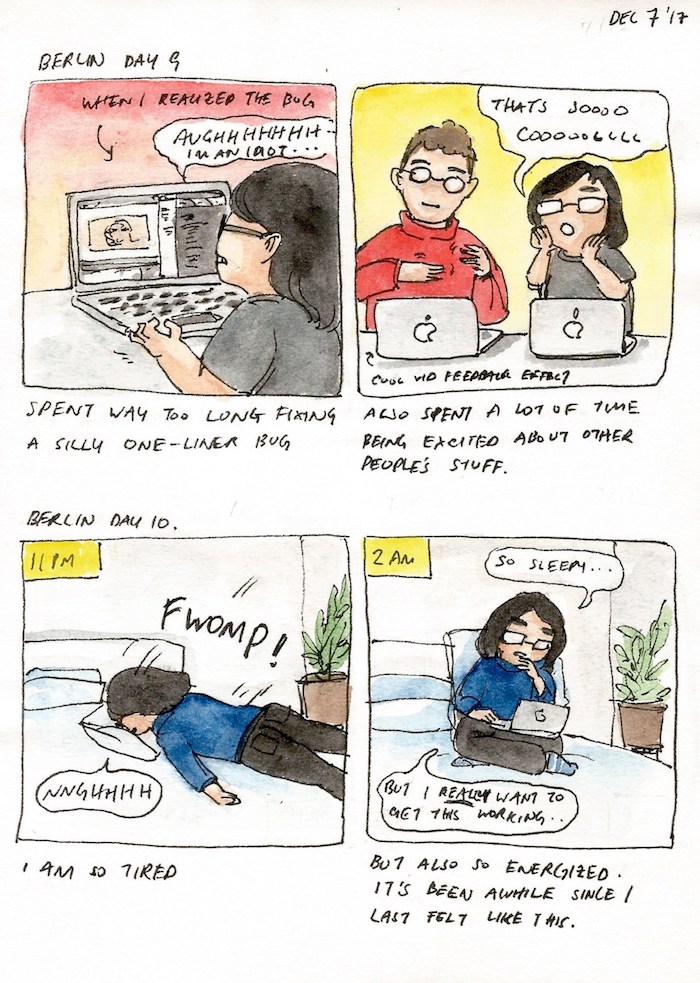 DEC 7 '17
BERLIN DAY 9
WHEN I REALIZED THE BUG
AUGHHHHHHH -
IM AN IDIOT...
SPENT WAY TOO LONG FIXING
A SILLY ONE-LINER BUG
THATS SOOOO
COOOOOOLLLL
COOL VID FEEDBACK EFFECT
ALSO SPENT A LOT OF TIME
BEING EXCITED ABOUT OTHER
PEOPLE'S STUFF.
BERLIN DAY 10.
11 PM
FWOMP!
NNGHHHH
I AM SO TIRED
2 AM
SO SLEEPY...
BUT I REALLY WANT TO
GET THIS WORKING..
BUT ALSO SO ENERGIZED.
IT'S BEEN AWHILE SINCE I
LAST FELT LIKE THIS.